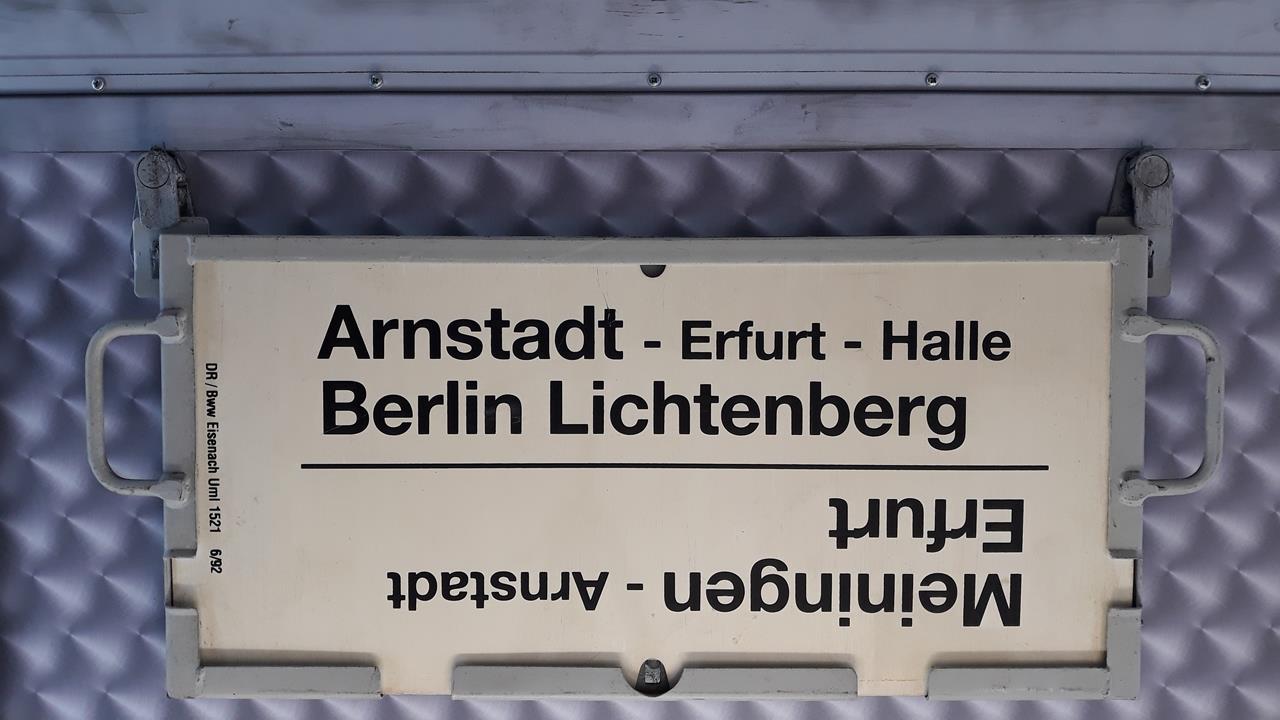 Arnstadt - Erfurt - Halle
Berlin Lichtenberg
Meiningen - Arnstadt
Erfurt
DR / Bww Eisenach Uml 1521 6/92